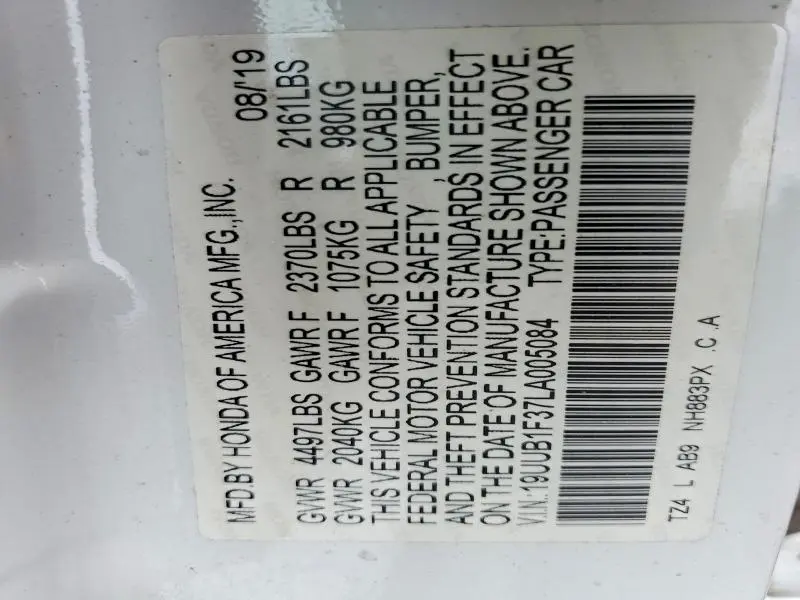 MFD.BY HONDA OF AMERICA MFG.,INC. 08/'19
GVWR 4497LBS GAWR F 2370LBS R 2161LBS
GVWR 2040KG GAWR F 1075KG R 980KG
THIS VEHICLE CONFORMS TO ALL APPLICABLE
FEDERAL MOTOR VEHICLE SAFETY , BUMPER,
AND THEFT PREVENTION STANDARDS IN EFFECT
ON THE DATE OF MANUFACTURE SHOWN ABOVE.
V.I.N.:19UUB1F37LA005084 TYPE:PASSENGER CAR
TZ4 L AB9 NH883PX .C .A